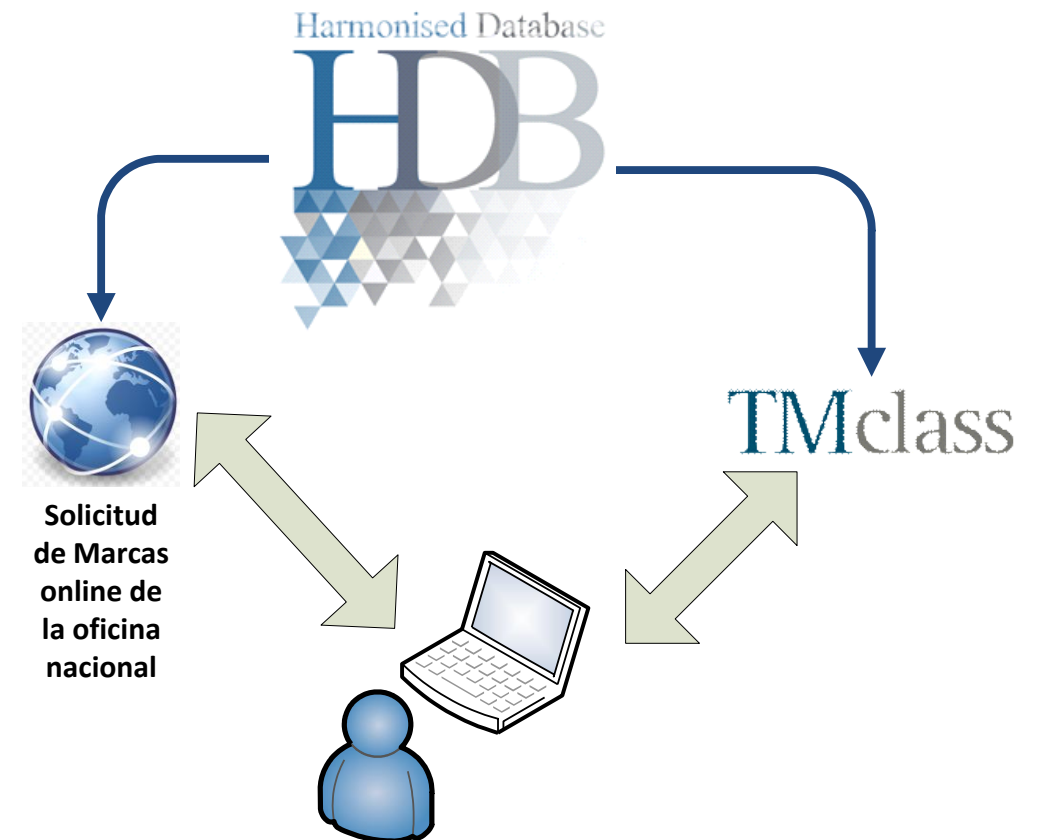 Harmonised Database
HDB
TMclass
Solicitud
de Marcas
online de
la oficina
nacional